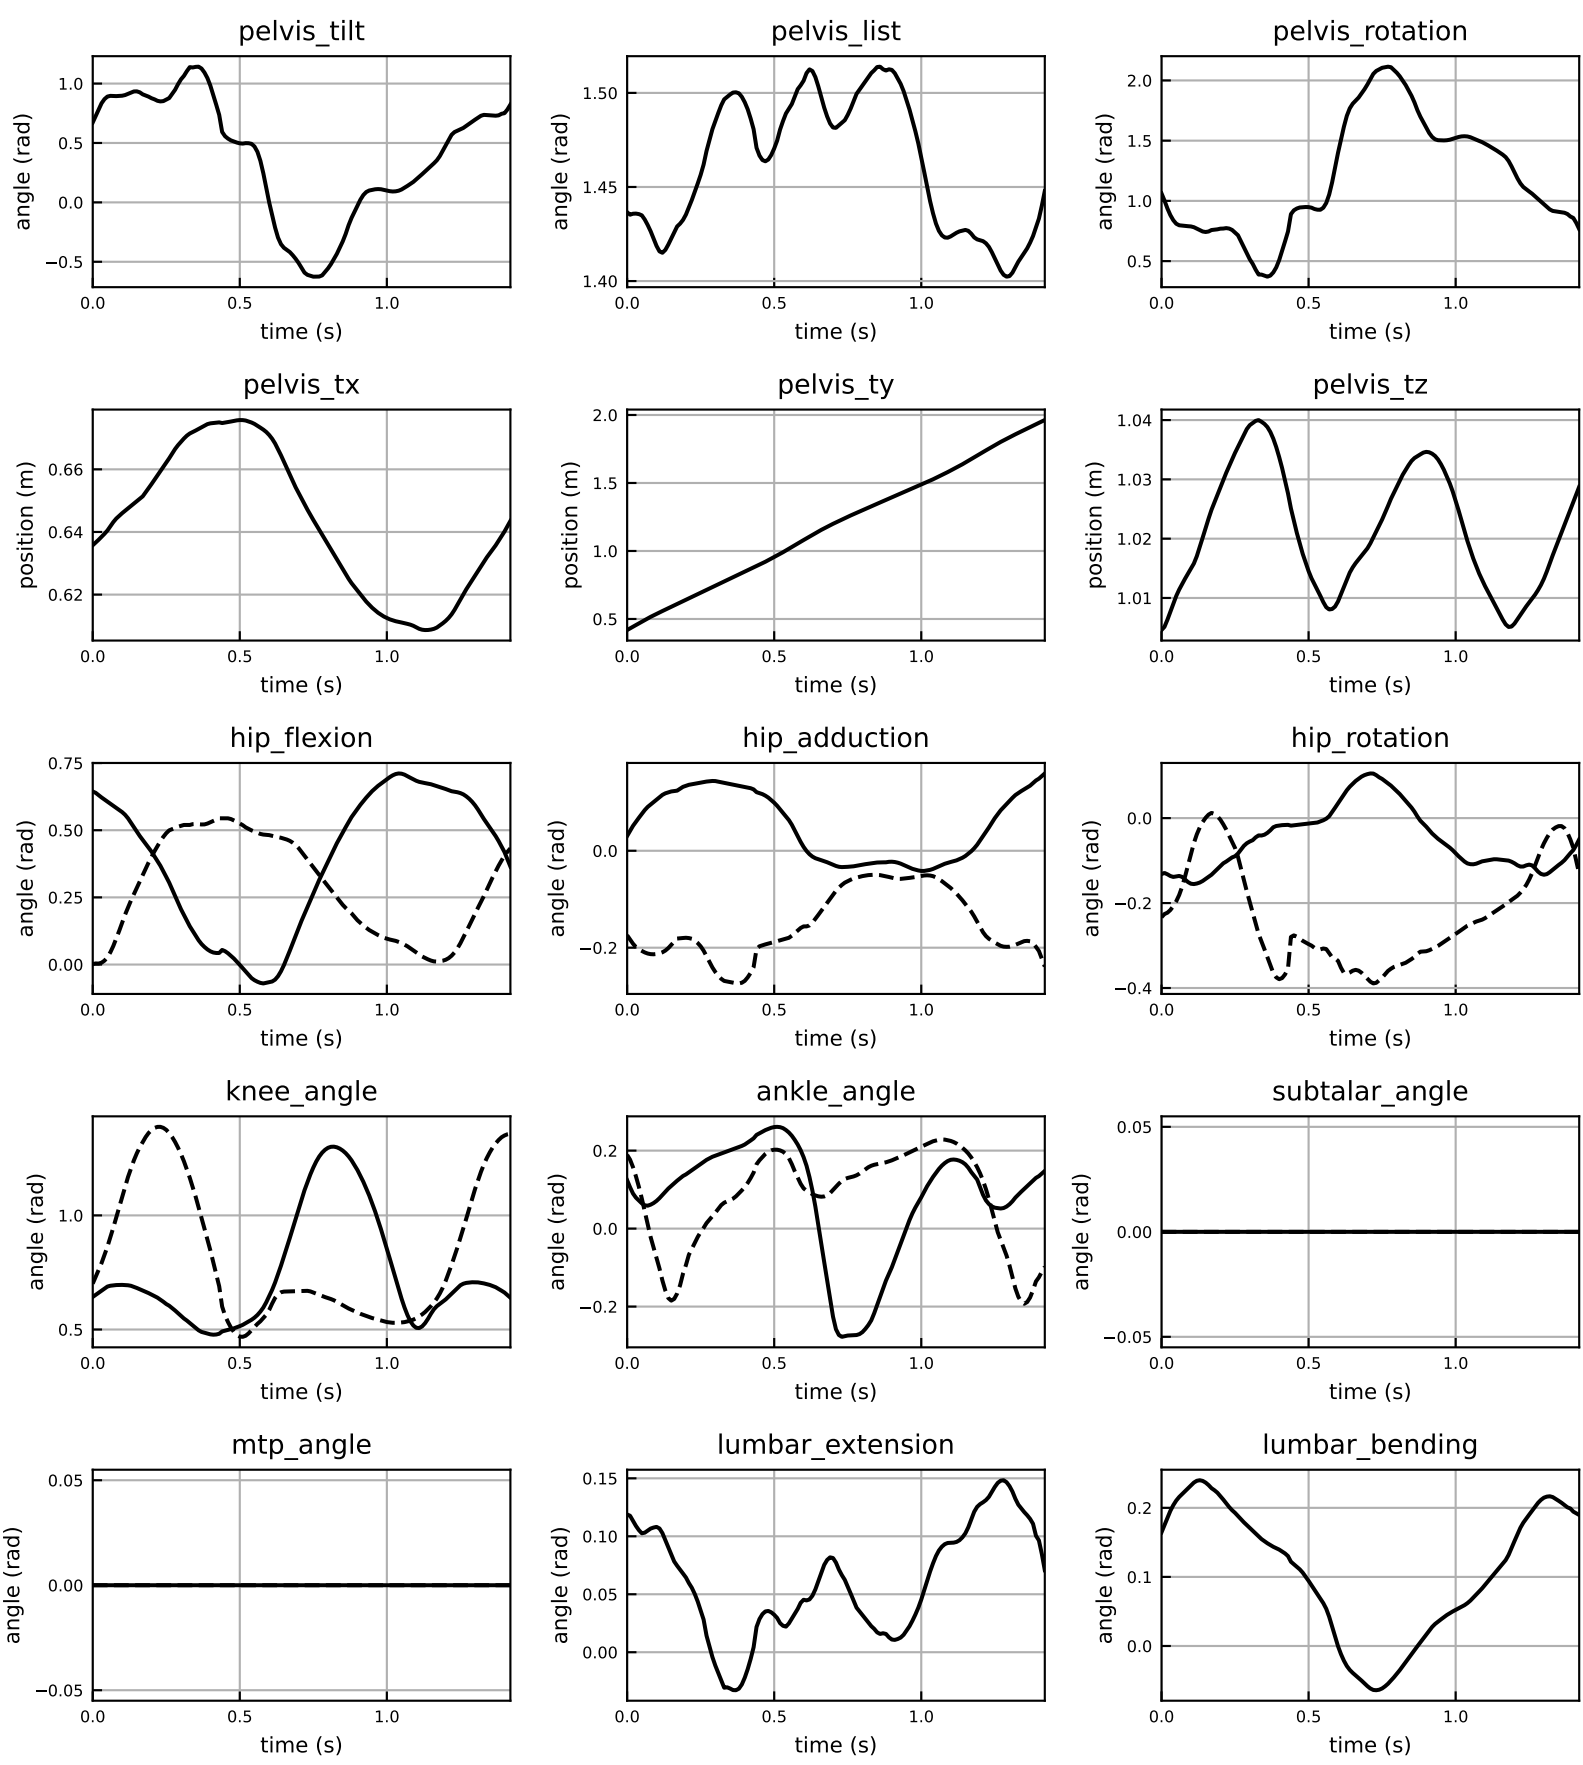 pelvis_tilt
angle (rad)
1.0
0.5
0.0
−0.5
0.0 0.5 1.0
time (s)
pelvis_list
angle (rad)
1.50
1.45
1.40
0.0 0.5 1.0
time (s)
pelvis_rotation
angle (rad)
2.0
1.5
1.0
0.5
0.0 0.5 1.0
time (s)
pelvis_tx
position (m)
0.66
0.64
0.62
0.0 0.5 1.0
time (s)
pelvis_ty
position (m)
2.0
1.5
1.0
0.5
0.0 0.5 1.0
time (s)
pelvis_tz
position (m)
1.04
1.03
1.02
1.01
0.0 0.5 1.0
time (s)
hip_flexion
angle (rad)
0.75
0.50
0.25
0.00
0.0 0.5 1.0
time (s)
hip_adduction
angle (rad)
0.0
−0.2
0.0 0.5 1.0
time (s)
hip_rotation
angle (rad)
0.0
−0.2
−0.4
0.0 0.5 1.0
time (s)
knee_angle
angle (rad)
1.0
0.5
0.0 0.5 1.0
time (s)
ankle_angle
angle (rad)
0.2
0.0
−0.2
0.0 0.5 1.0
time (s)
subtalar_angle
angle (rad)
0.05
0.00
−0.05
0.0 0.5 1.0
time (s)
mtp_angle
angle (rad)
0.05
0.00
−0.05
0.0 0.5 1.0
time (s)
lumbar_extension
angle (rad)
0.15
0.10
0.05
0.00
0.0 0.5 1.0
time (s)
lumbar_bending
angle (rad)
0.2
0.1
0.0
0.0 0.5 1.0
time (s)